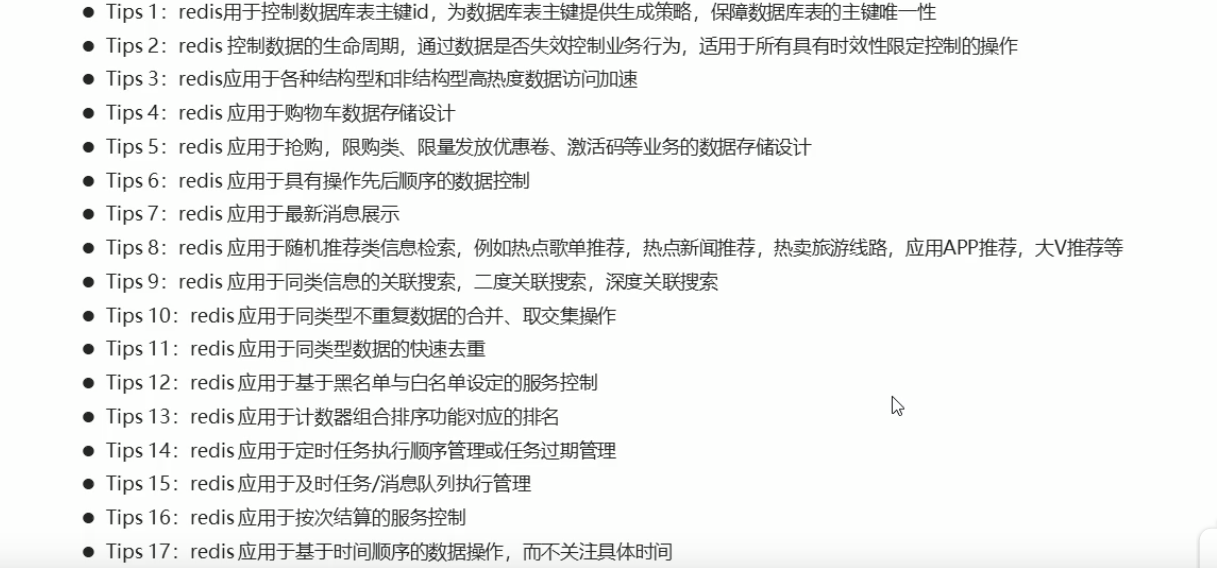 ● Tips 1：redis用于控制数据库表主键id，为数据库表主键提供生成策略，保障数据库表的主键唯一性
● Tips 2：redis 控制数据的生命周期，通过数据是否失效控制业务行为，适用于所有具有时效性限定控制的操作
● Tips 3：redis应用于各种结构型和非结构型高热度数据访问加速
● Tips 4：redis 应用于购物车数据存储设计
● Tips 5：redis 应用于抢购，限购类、限量发放优惠卷、激活码等业务的数据存储设计
● Tips 6：redis 应用于具有操作先后顺序的数据控制
● Tips 7：redis 应用于最新消息展示
● Tips 8：redis 应用于随机推荐类信息检索，例如热点歌单推荐，热点新闻推荐，热卖旅游线路，应用APP推荐，大V推荐等
● Tips 9：redis 应用于同类信息的关联搜索，二度关联搜索，深度关联搜索
● Tips 10：redis 应用于同类型不重复数据的合并、取交集操作
● Tips 11：redis 应用于同类型数据的快速去重
● Tips 12：redis 应用于基于黑名单与白名单设定的服务控制
● Tips 13：redis 应用于计数器组合排序功能对应的排名
● Tips 14：redis 应用于定时任务执行顺序管理或任务过期管理
● Tips 15：redis 应用于及时任务/消息队列执行管理
● Tips 16：redis 应用于按次结算的服务控制
● Tips 17：redis 应用于基于时间顺序的数据操作，而不关注具体时间